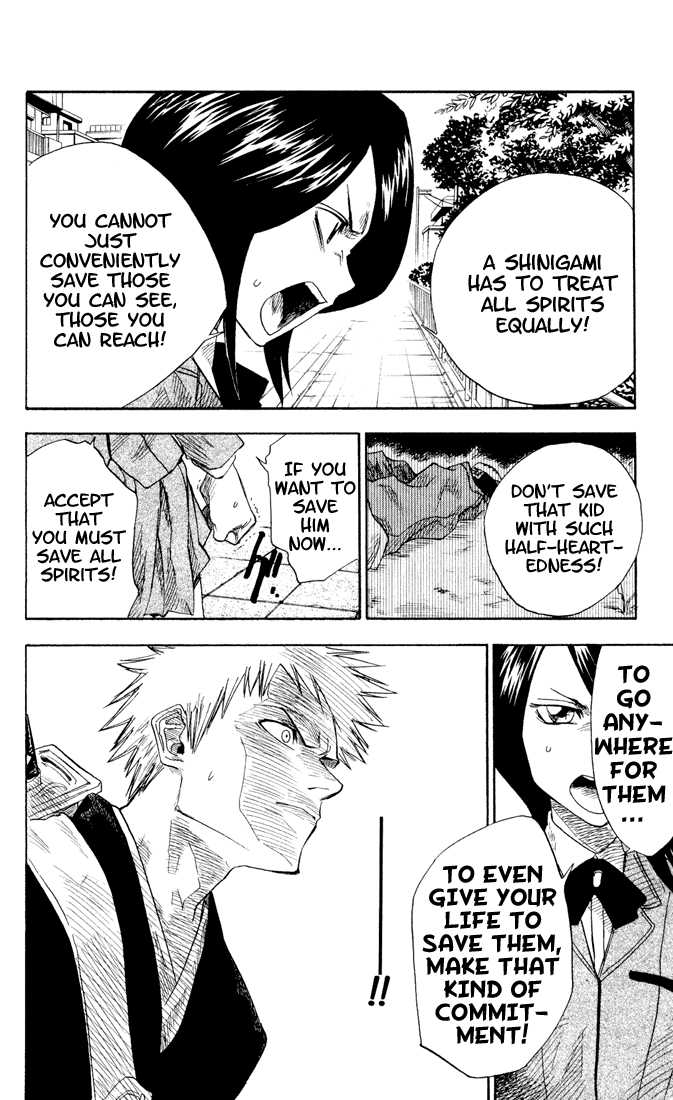 A SHINIGAMI
HAS TO TREAT
ALL SPIRITS
EQUALLY!
YOU CANNOT
JUST
CONVENIENTLY
SAVE THOSE
YOU CAN SEE,
THOSE YOU
CAN REACH!
DON'T SAVE
THAT KID
WITH SUCH
HALF-HEART-
EDNESS!
IF YOU
WANT TO
SAVE
HIM
NOW...
ACCEPT
THAT
YOU MUST
SAVE ALL
SPIRITS!
TO
GO
ANY-
WHERE
FOR
THEM
...
TO EVEN
GIVE YOUR
LIFE TO
SAVE THEM,
MAKE THAT
KIND OF
COMMIT-
MENT!
!!